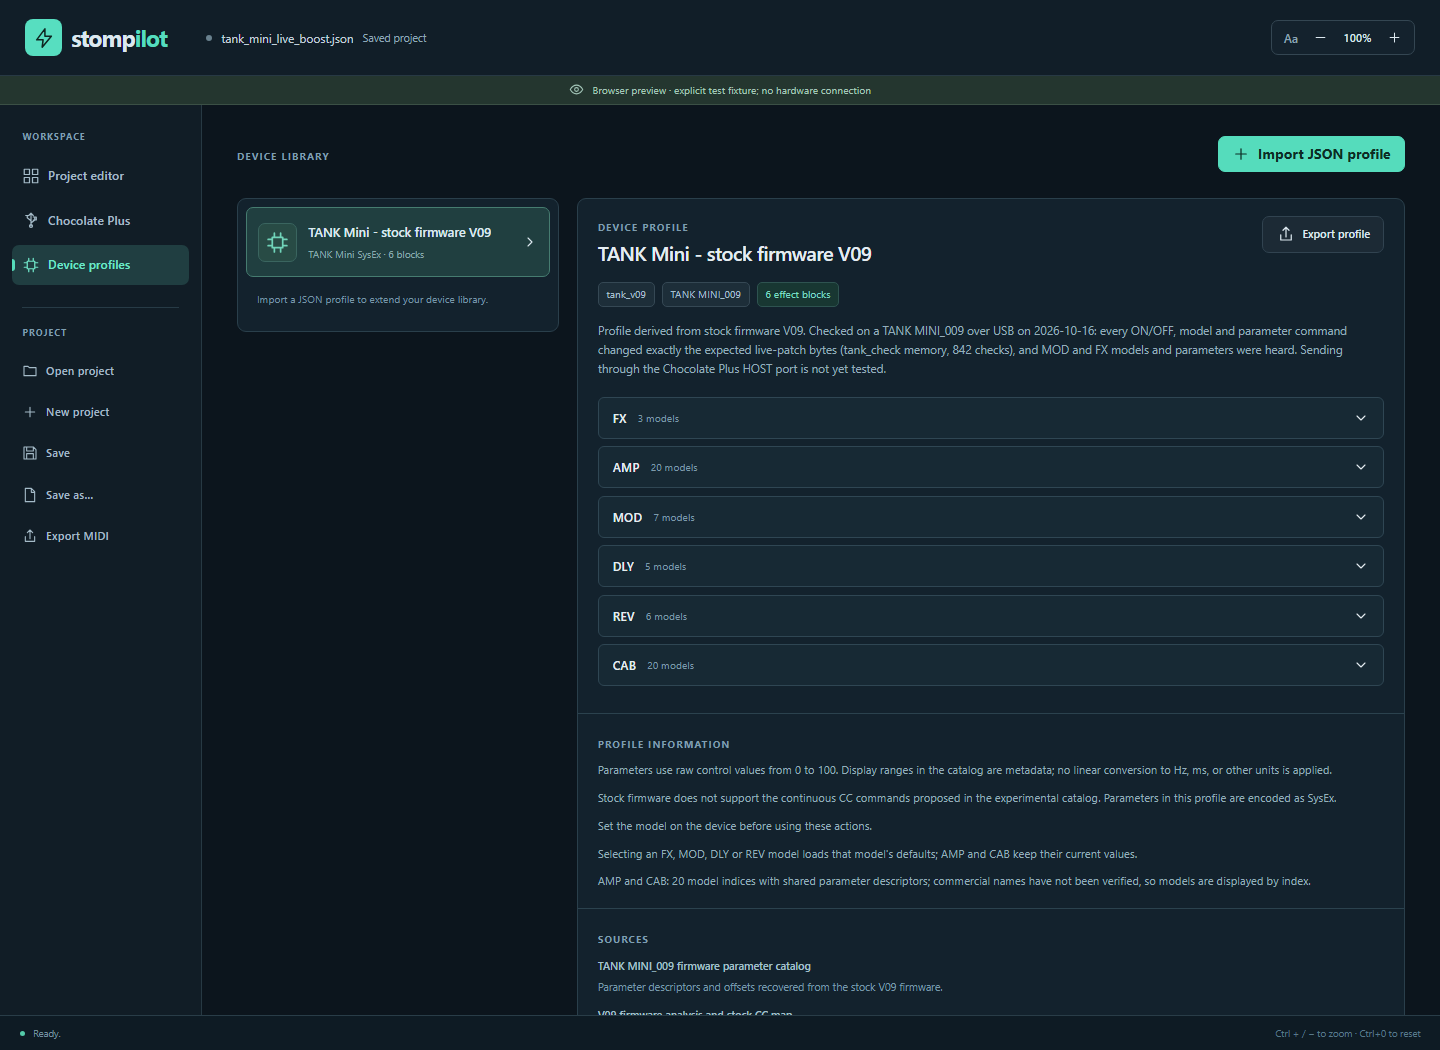 stompilot
tank_mini_live_boost.json Saved project
Aa − 100% +
Browser preview · explicit test fixture; no hardware connection
WORKSPACE
Project editor
Chocolate Plus
Device profiles
PROJECT
Open project
New project
Save
Save as...
Export MIDI
DEVICE LIBRARY
Import JSON profile
TANK Mini - stock firmware V09
TANK Mini SysEx · 6 blocks
Import a JSON profile to extend your device library.
DEVICE PROFILE
TANK Mini - stock firmware V09
Export profile
tank_v09 TANK MINI_009 6 effect blocks
Profile derived from stock firmware V09. Checked on a TANK MINI_009 over USB on 2026-10-16: every ON/OFF, model and parameter command
changed exactly the expected live-patch bytes (tank_check memory, 842 checks), and MOD and FX models and parameters were heard. Sending
through the Chocolate Plus HOST port is not yet tested.
FX 3 models
AMP 20 models
MOD 7 models
DLY 5 models
REV 6 models
CAB 20 models
PROFILE INFORMATION
Parameters use raw control values from 0 to 100. Display ranges in the catalog are metadata; no linear conversion to Hz, ms, or other units is applied.
Stock firmware does not support the continuous CC commands proposed in the experimental catalog. Parameters in this profile are encoded as SysEx.
Set the model on the device before using these actions.
Selecting an FX, MOD, DLY or REV model loads that model's defaults; AMP and CAB keep their current values.
AMP and CAB: 20 model indices with shared parameter descriptors; commercial names have not been verified, so models are displayed by index.
SOURCES
TANK MINI_009 firmware parameter catalog
Parameter descriptors and offsets recovered from the stock V09 firmware.
V09 firmware analysis and stock CC map
Ready.
Ctrl + / − to zoom · Ctrl+0 to reset